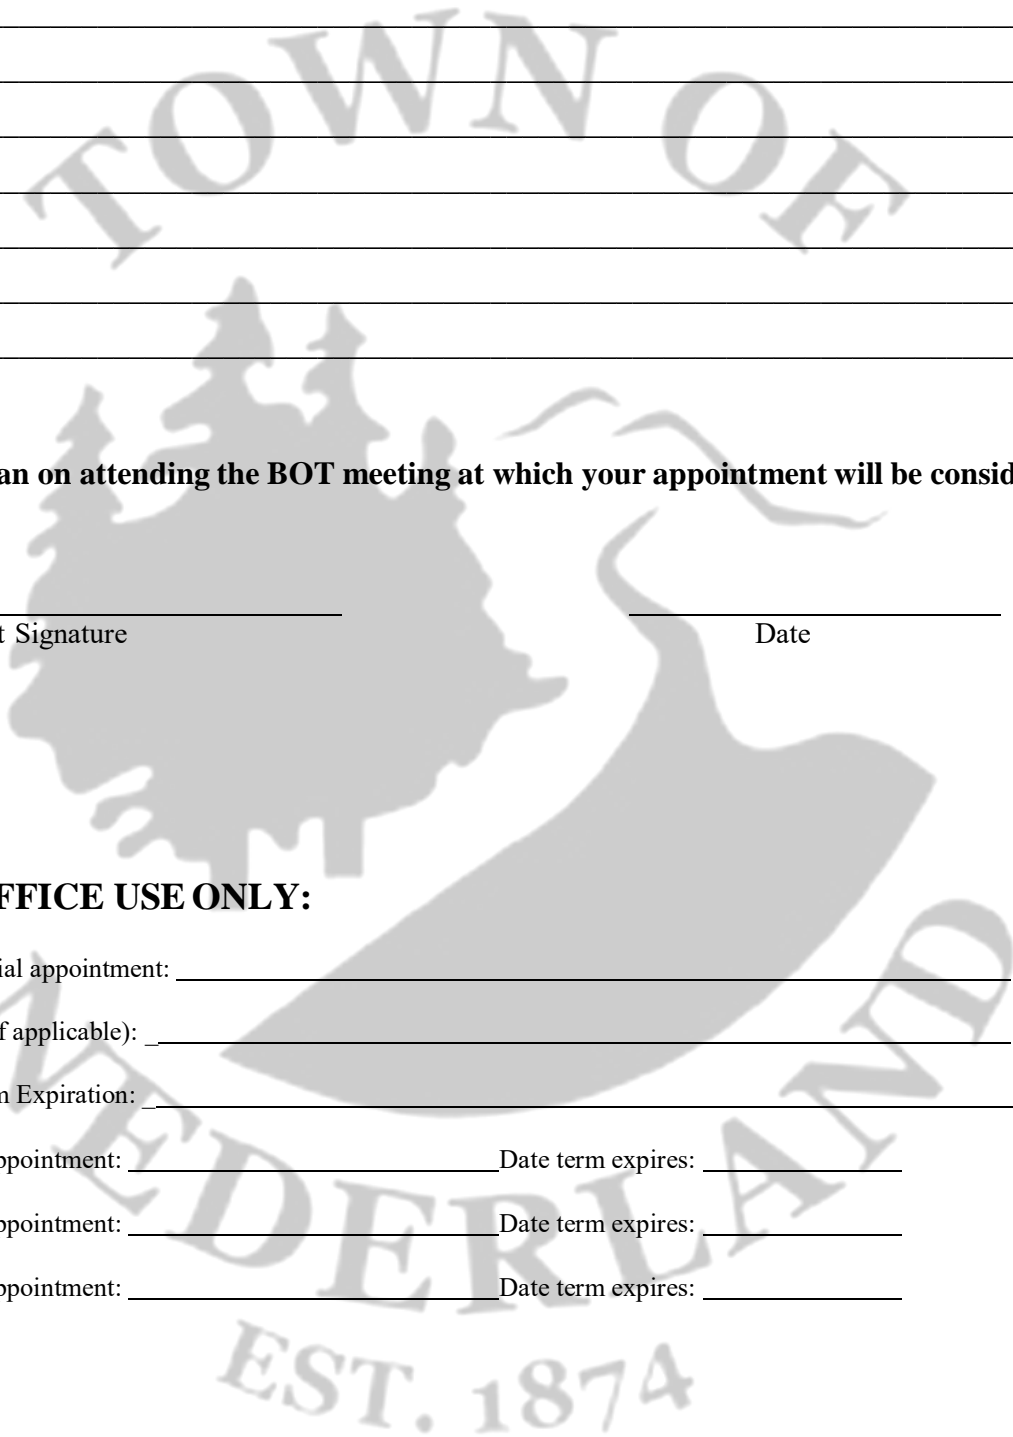 TOWN OF
an on attending the BOT meeting at which your appointment will be consid
t Signature Date
FFICE USE ONLY:
ial appointment:
f applicable): _
m Expiration: _
ppointment: Date term expires:
ppointment: Date term expires:
ppointment: Date term expires:
NEDERLAND
EST. 1874